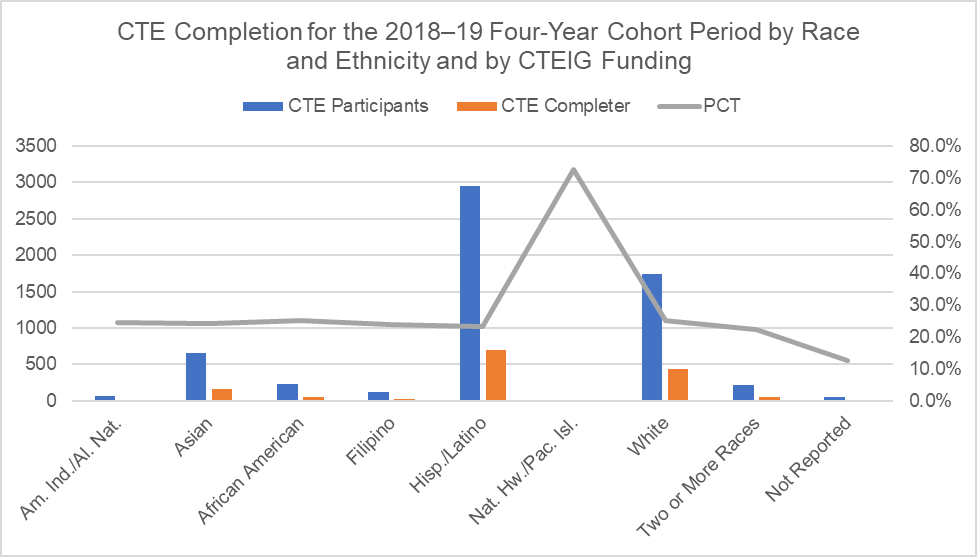 CTE Completion for the 2018–19 Four-Year Cohort Period by Race
and Ethnicity and by CTEIG Funding
CTE Participants CTE Completer PCT
3500
3000
2500
2000
1500
1000
500
0
80.0%
70.0%
60.0%
50.0%
40.0%
30.0%
20.0%
10.0%
0.0%
Am. Ind./Al. Nat.
Asian
African American
Filipino
Hisp./Latino
Nat. Hw./Pac. Isl.
White
Two or More Races
Not Reported